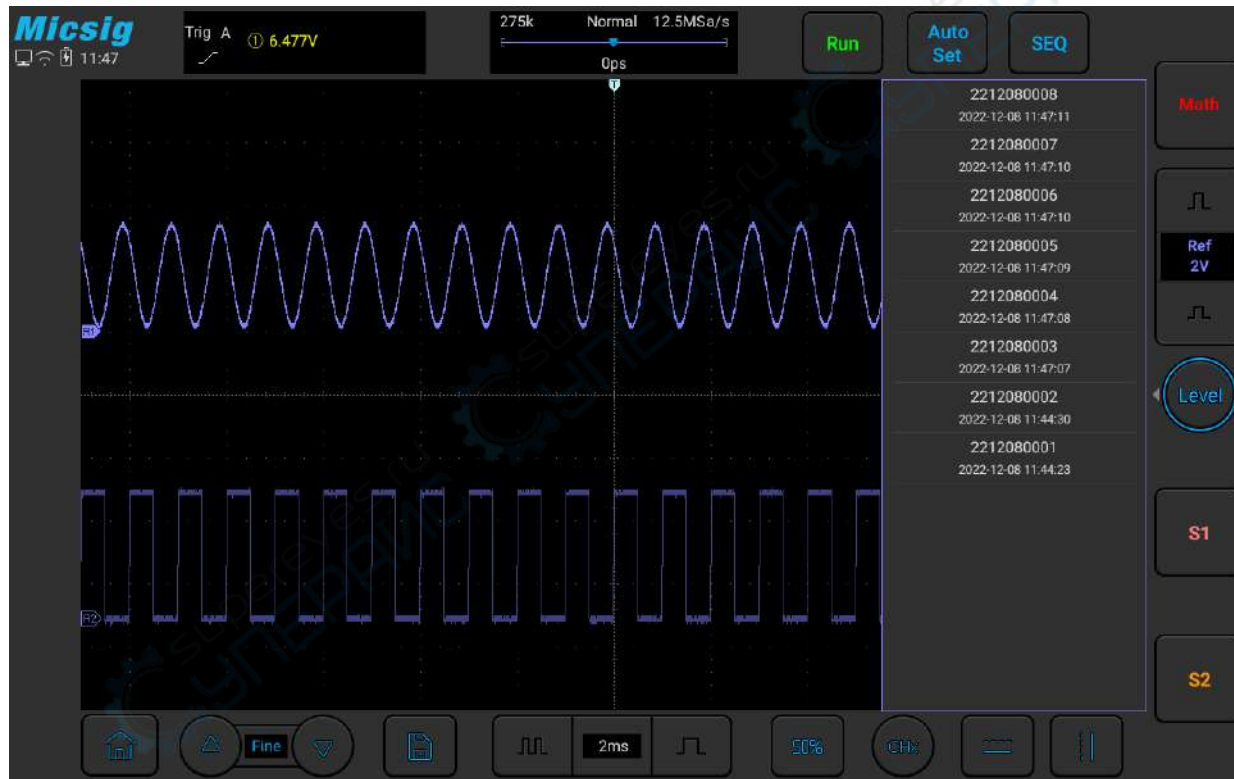 Micsig
11:47
Trig A ① 6.477V
275k Normal 12.5MSa/s
0ps
Run
Auto
Set
SEQ
T
2212080008
2022-12-08 11:47:11
2212080007
2022-12-08 11:47:10
2212080006
2022-12-08 11:47:10
2212080005
2022-12-08 11:47:09
2212080004
2022-12-08 11:47:08
2212080003
2022-12-08 11:47:07
2212080002
2022-12-08 11:44:30
2212080001
2022-12-08 11:44:23
Math
Ref
2V
Level
S1
S2
R1
R2
Fine
2ms
50%
CHx
supereyes.ru
СУПЕРАЙС